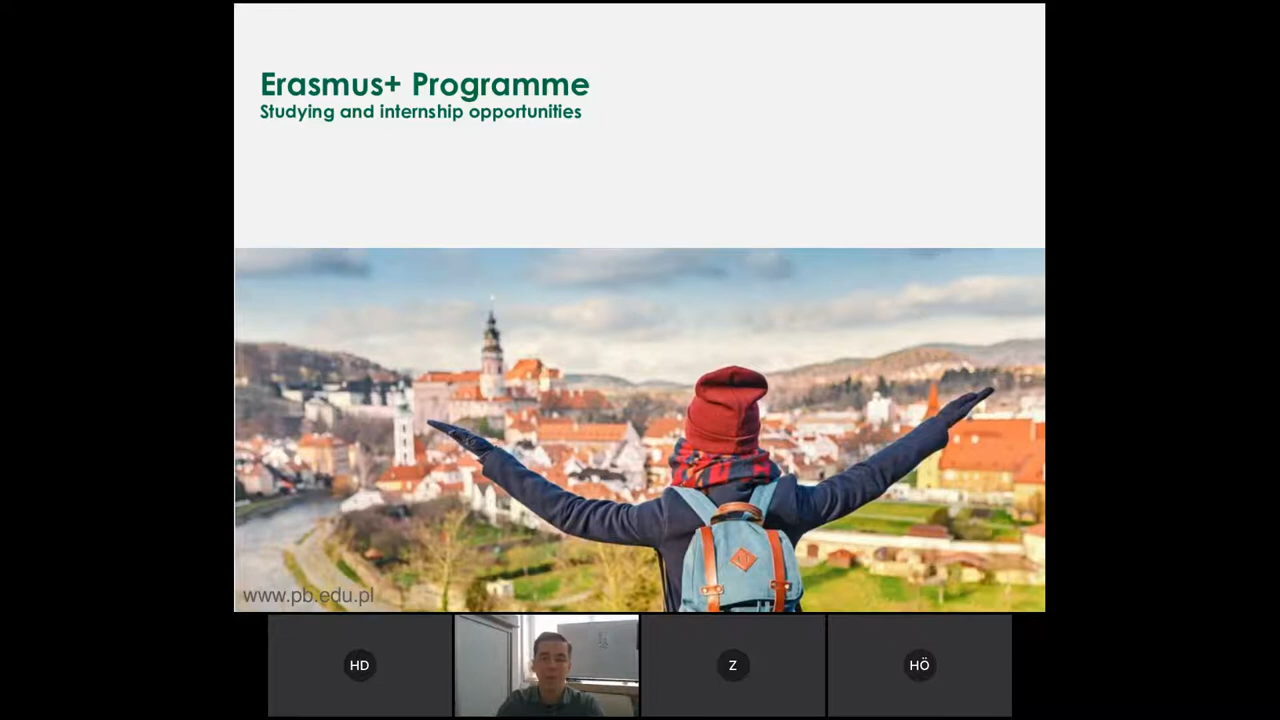 Erasmus+ Programme
Studying and internship opportunities
www.pb.edu.pl
HD
Z
HÖ